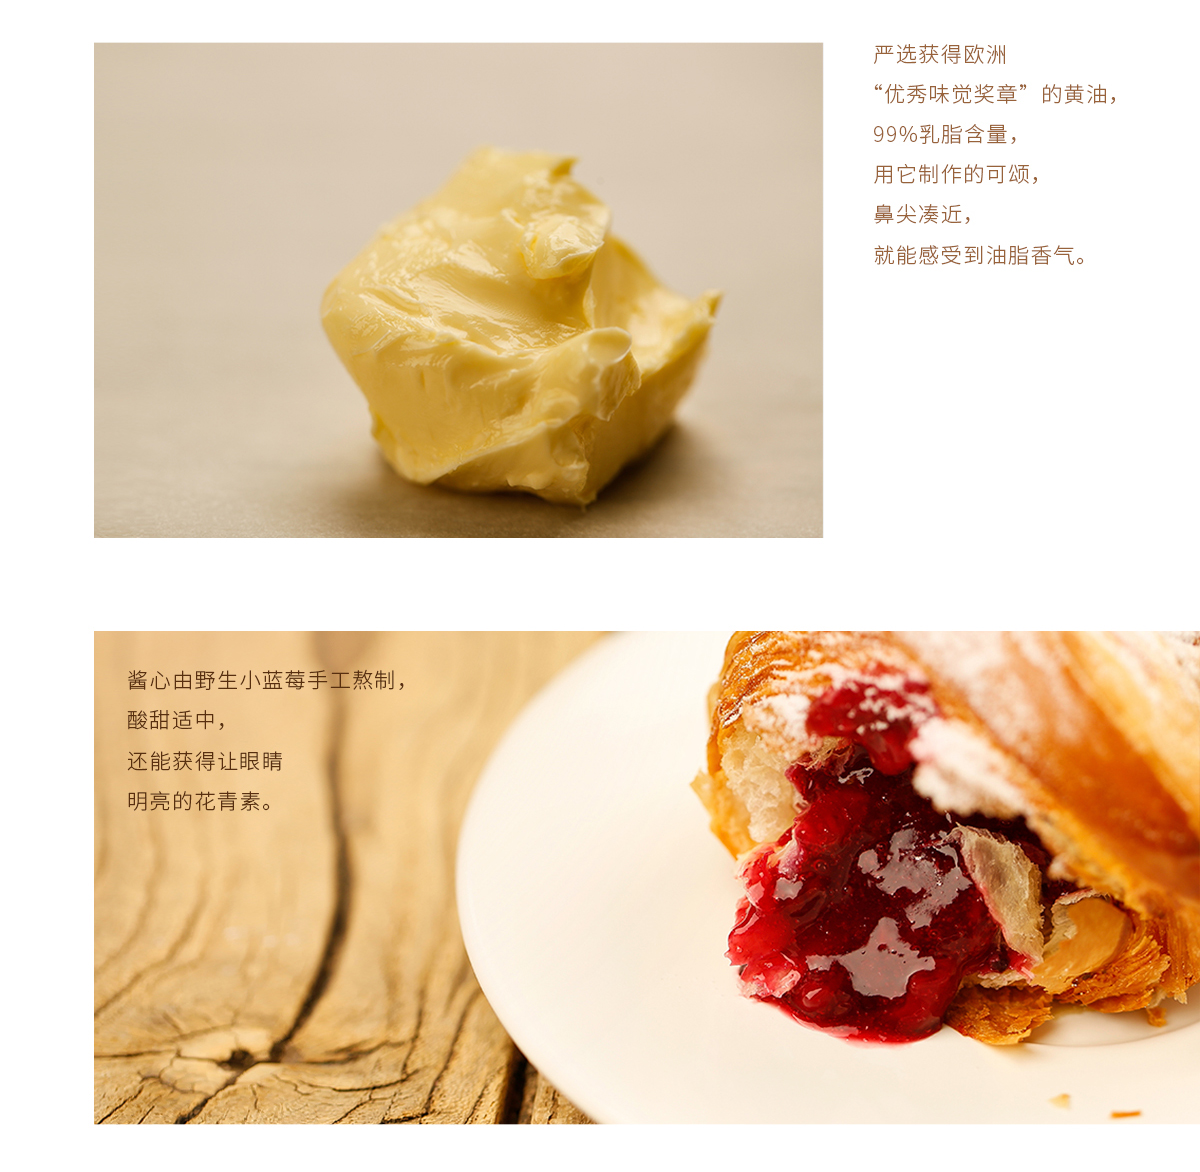 严选获得欧洲
“优秀味觉奖章”的黄油，
99%乳脂含量，
用它制作的可颂，
鼻尖凑近，
就能感受到油脂香气。
酱心由野生小蓝莓手工熬制，
酸甜适中，
还能获得让眼睛
明亮的花青素。